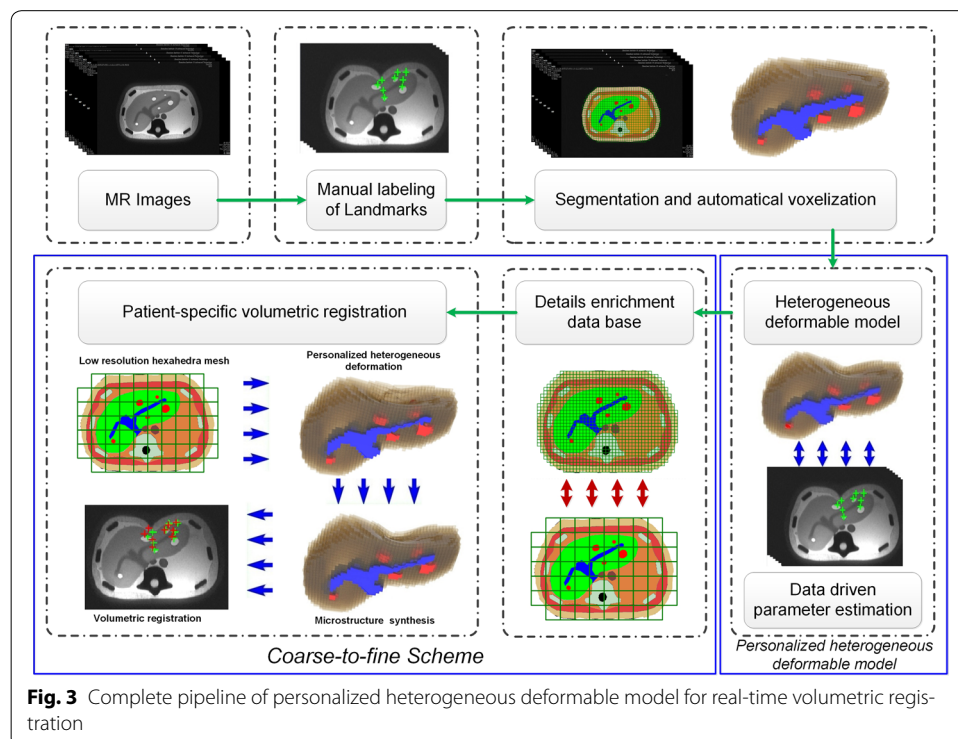 MR Images
Manual labeling
of Landmarks
Segmentation and automatical voxelization
Patient-specific volumetric registration
Details enrichment
data base
Heterogeneous
deformable model
Low resolution hexahedra mesh
Personalized heterogeneous
deformation
Volumetric registration
Microstructure synthesis
Data driven
parameter estimation
Coarse-to-fine Scheme
Personalized heterogeneous
deformable model
Fig. 3 Complete pipeline of personalized heterogeneous deformable model for real-time volumetric regis-
tration